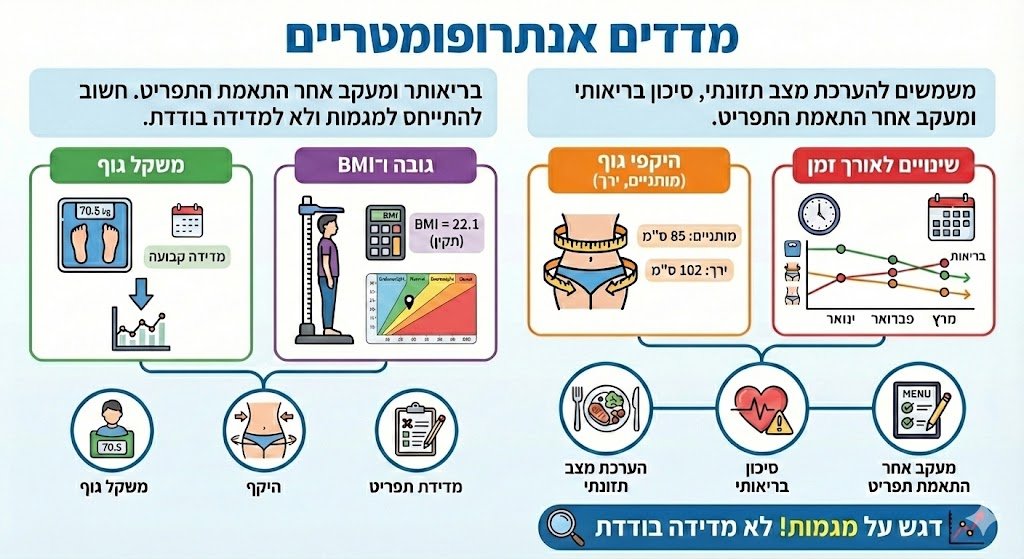 מדדים אנתרופומטריים
משמשים להערכת מצב תזונתי, סיכון בריאותי
ומעקב אחר התאמת התפריט.
בריאותר ומעקב אחר התאמת התפריט. חשוב
להתייחס למגמות ולא למדידה בודדת.
שינויים לאורך זמן
בריאות
ינואר
פברואר
מרץ
היקפי גוף
(מותניים, ירך)
מותניים: 85 ס"מ
ירך: 102 ס"מ
גובה ו־BMI
BMI
BMI = 22.1
(תקין)
משקל גוף
70.5 kg
מדידה קבועה
MENU
מעקב אחר
התאמת תפריט
סיכון
בריאותי
הערכת מצב
תזונתי
מדידת תפריט
היקף
70.S
משקל גוף
דגש על מגמות! לא מדידה בודדת